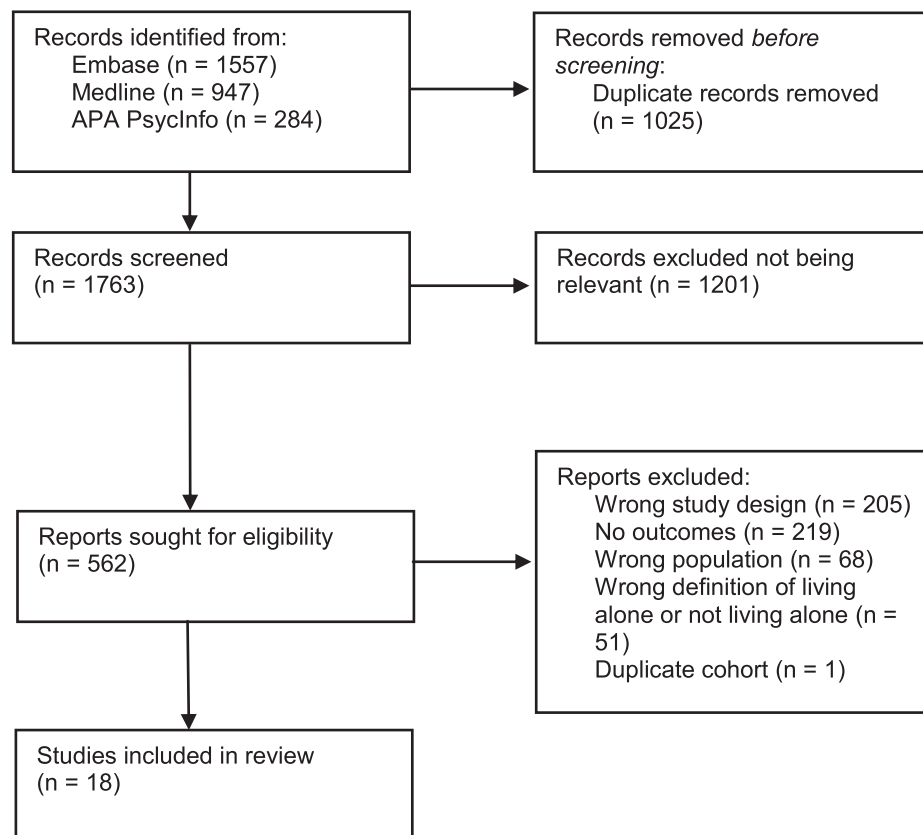 Records identified from:
Embase (n = 1557)
Medline (n = 947)
APA PsycInfo (n = 284)
Records removed before
screening:
Duplicate records removed
(n = 1025)
Records screened
(n = 1763)
Records excluded not being
relevant (n = 1201)
Reports sought for eligibility
(n = 562)
Reports excluded:
Wrong study design (n = 205)
No outcomes (n = 219)
Wrong population (n = 68)
Wrong definition of living
alone or not living alone (n =
51)
Duplicate cohort (n = 1)
Studies included in review
(n = 18)